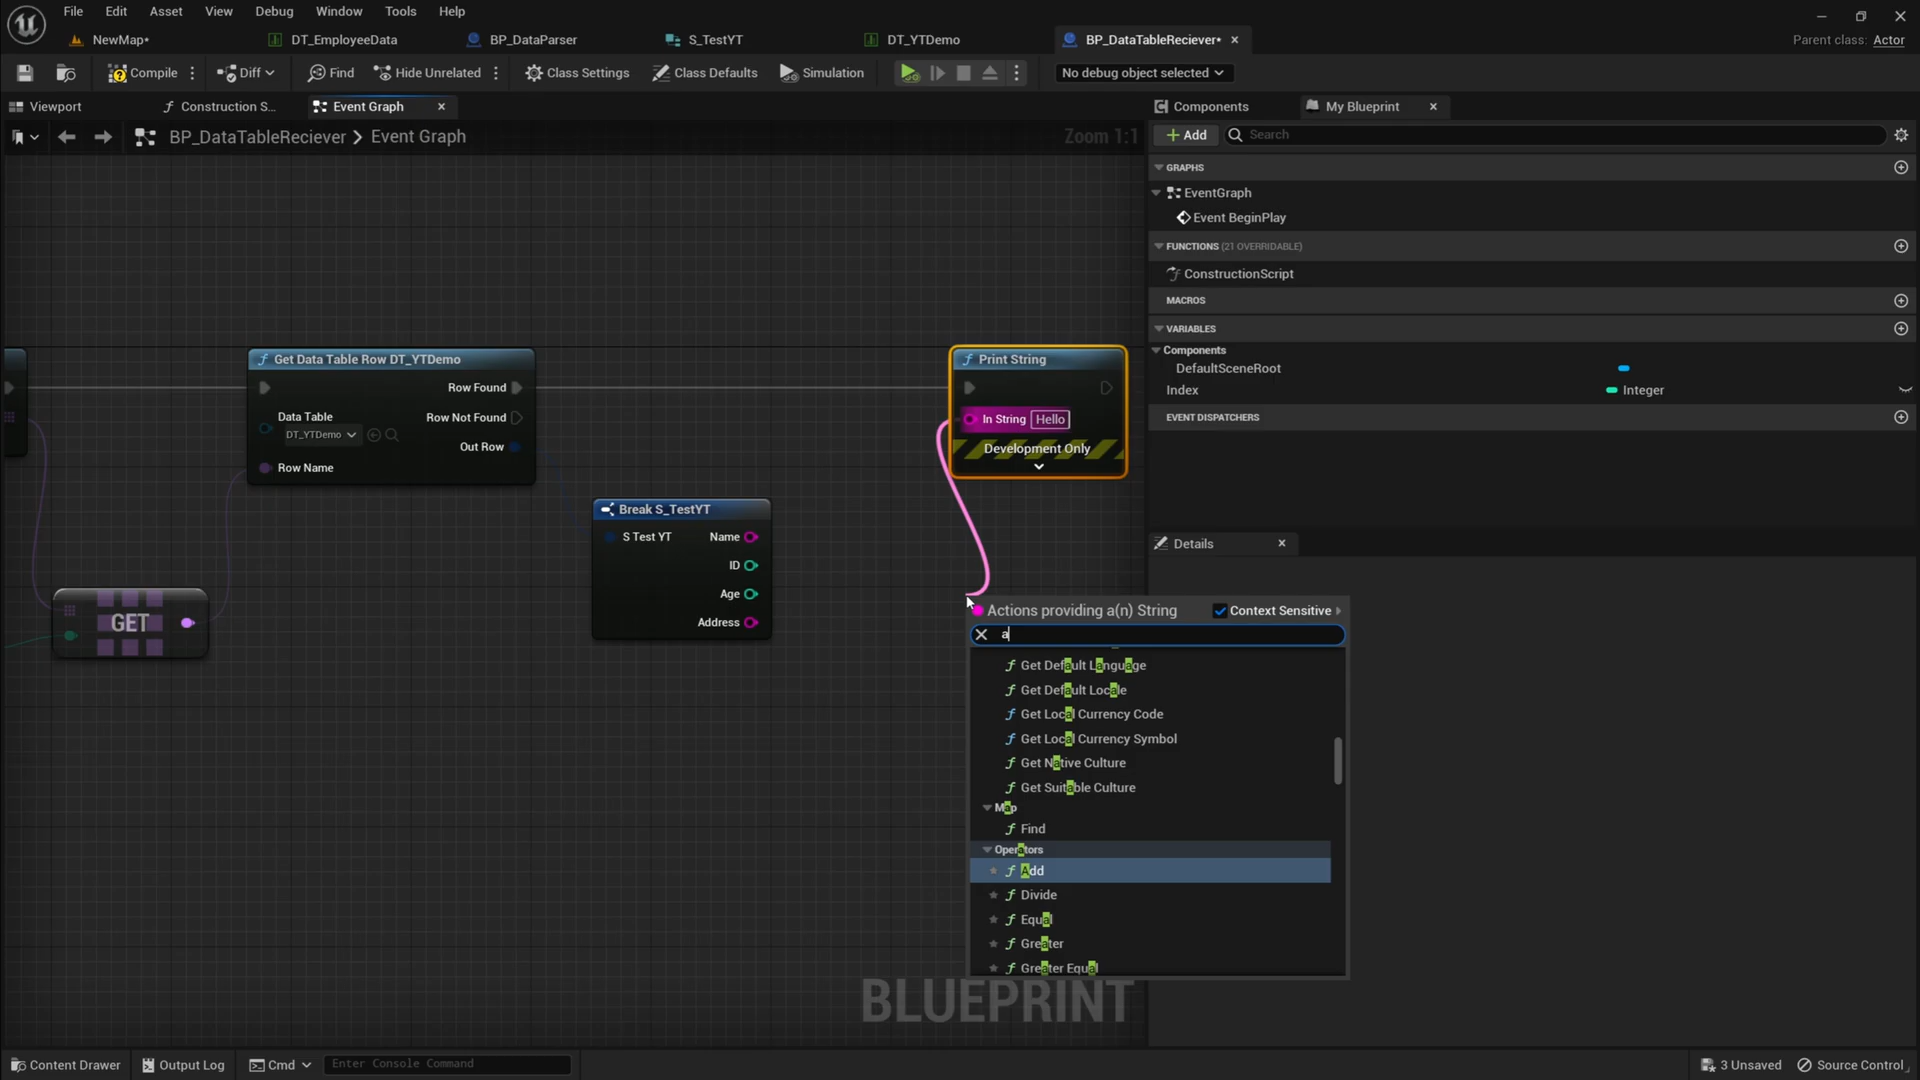 File Edit Asset View Debug Window Tools Help
NewMap* DT_EmployeeData BP_DataParser S_TestYT DT_YTDemo BP_DataTableReciever* Parent class: Actor
Compile Diff Find Hide Unrelated Class Settings Class Defaults Simulation No debug object selected
Viewport Construction S... Event Graph Components My Blueprint
BP_DataTableReciever > Event Graph Zoom 1:1
Add Search
GRAPHS
EventGraph
Event BeginPlay
FUNCTIONS (21 OVERRIDABLE)
ConstructionScript
MACROS
VARIABLES
Components
DefaultSceneRoot
Index Integer
EVENT DISPATCHERS
Details
Get Data Table Row DT_YTDemo
Row Found
Data Table
DT_YTDemo
Row Not Found
Out Row
Row Name
Print String
In String Hello
Development Only
Break S_TestYT
S Test YT Name
ID
Age
Address
GET
Actions providing a(n) String Context Sensitive
a
Get Default Language
Get Default Locale
Get Local Currency Code
Get Local Currency Symbol
Get Native Culture
Get Suitable Culture
Map
Find
Operators
Add
Divide
Equal
Greater
Greater Equal
BLUEPRINT
Content Drawer Output Log Cmd Enter Console Command 3 Unsaved Source Control